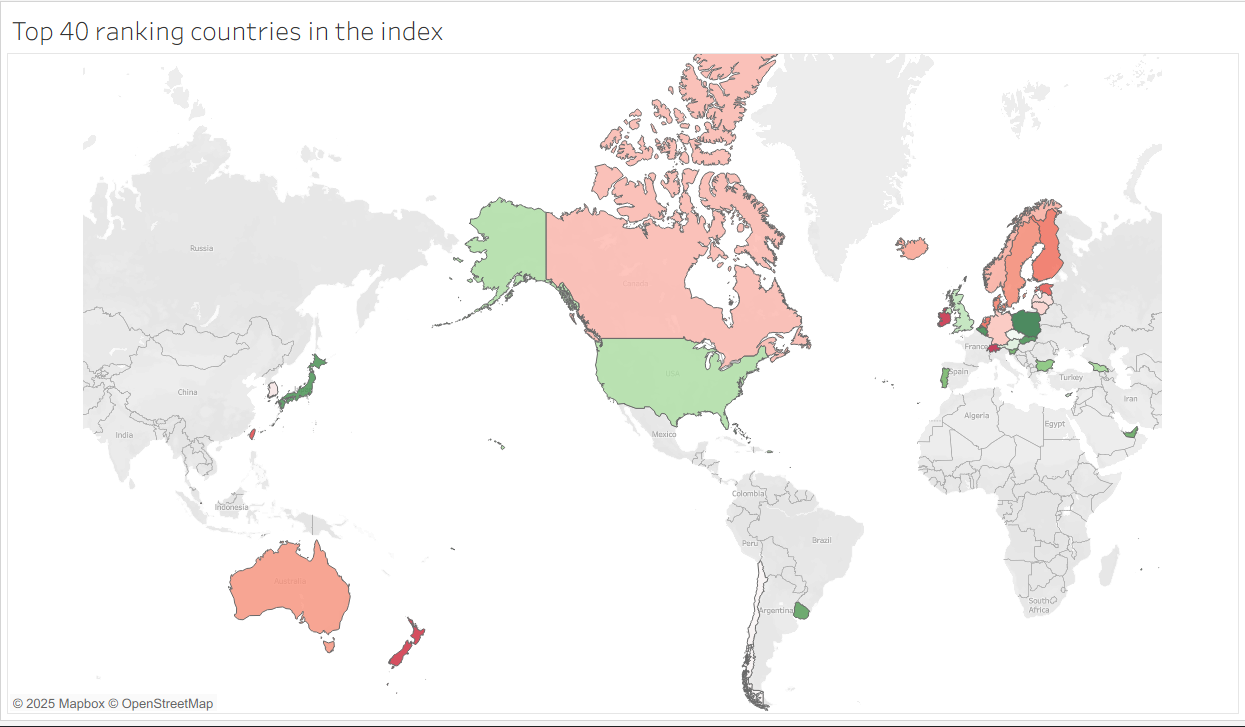 Top 40 ranking countries in the index
Russia
Canada
China
India
Indonesia
Australia
USA
Mexico
Colombia
Peru
Brazil
Argentina
France
Spain
Turkey
Iran
Algeria
Egypt
South
Africa
© 2025 Mapbox © OpenStreetMap